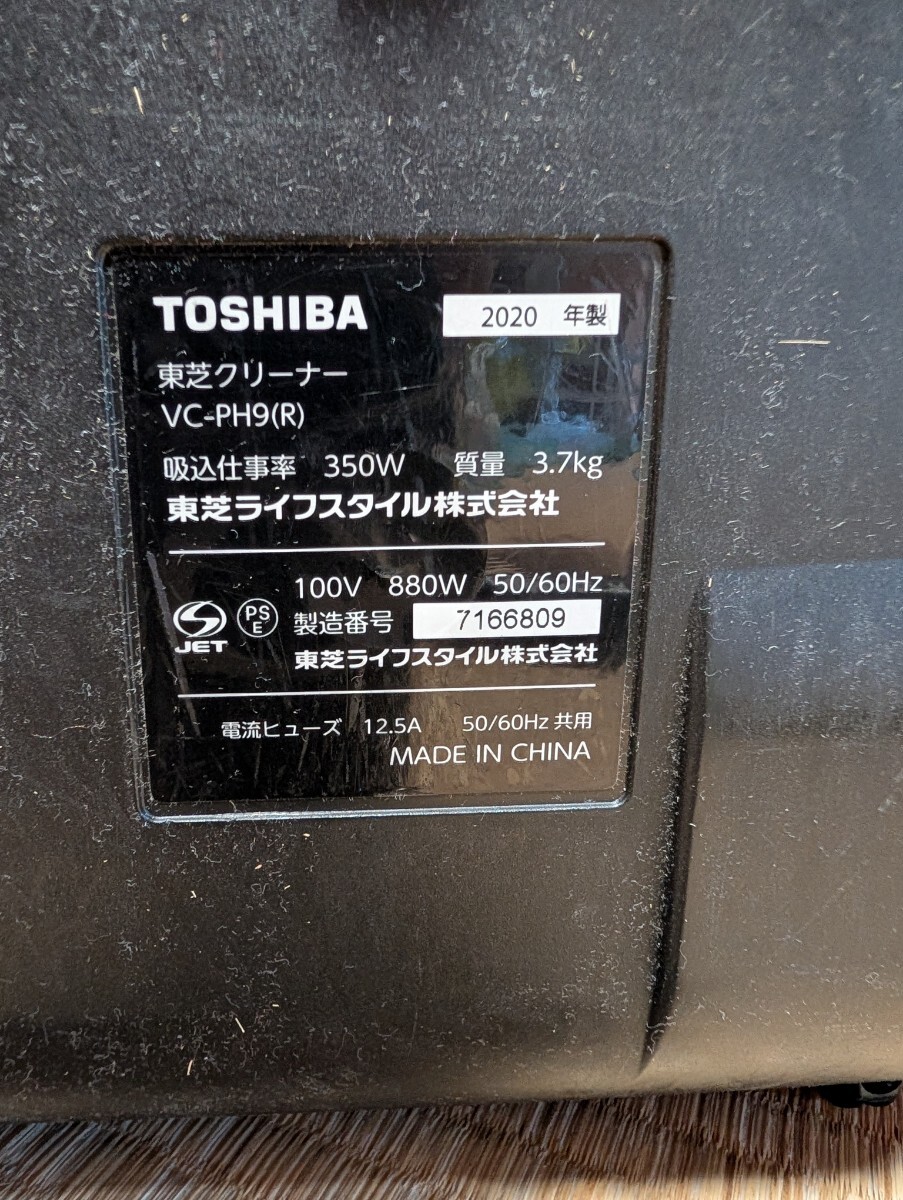 TOSHIBA 2020 年製
東芝クリーナー
VC-PH9(R)
吸込仕事率 350W 質量 3.7kg
東芝ライフスタイル株式会社
100V 880W 50/60Hz
JET PSE 製造番号 7166809
東芝ライフスタイル株式会社
電流ヒューズ 12.5A 50/60Hz 共用
MADE IN CHINA